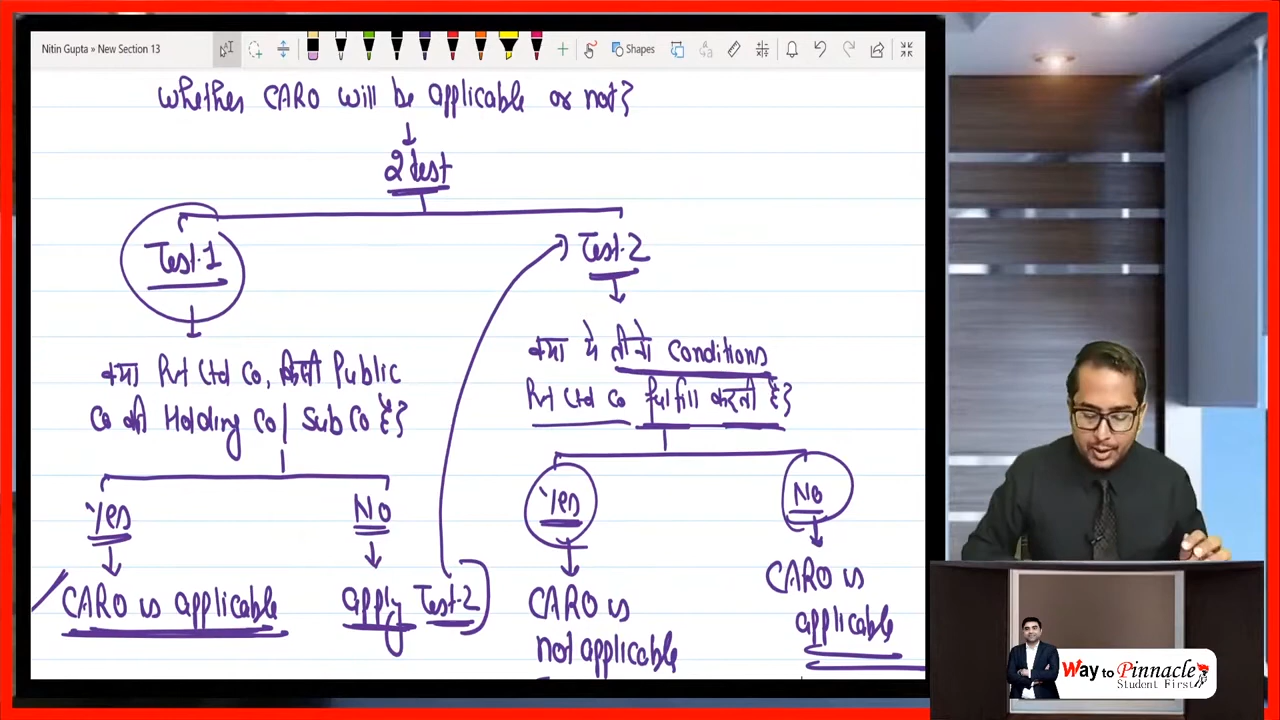 Nitin Gupta » New Section 13
Shapes
Whether CARO will be applicable or not?
2 test
Test-1
Test-2
क्या Pvt Ltd Co, किसी Public
Co की Holding Co/ Sub Co है?
Yes
No
CARO is applicable
apply Test-2
क्या ये तीनो Conditions
Pvt Ltd Co fulfill करती है?
Yes
No
CARO is
not applicable
CARO is
applicable
Way to Pinnacle
Student First